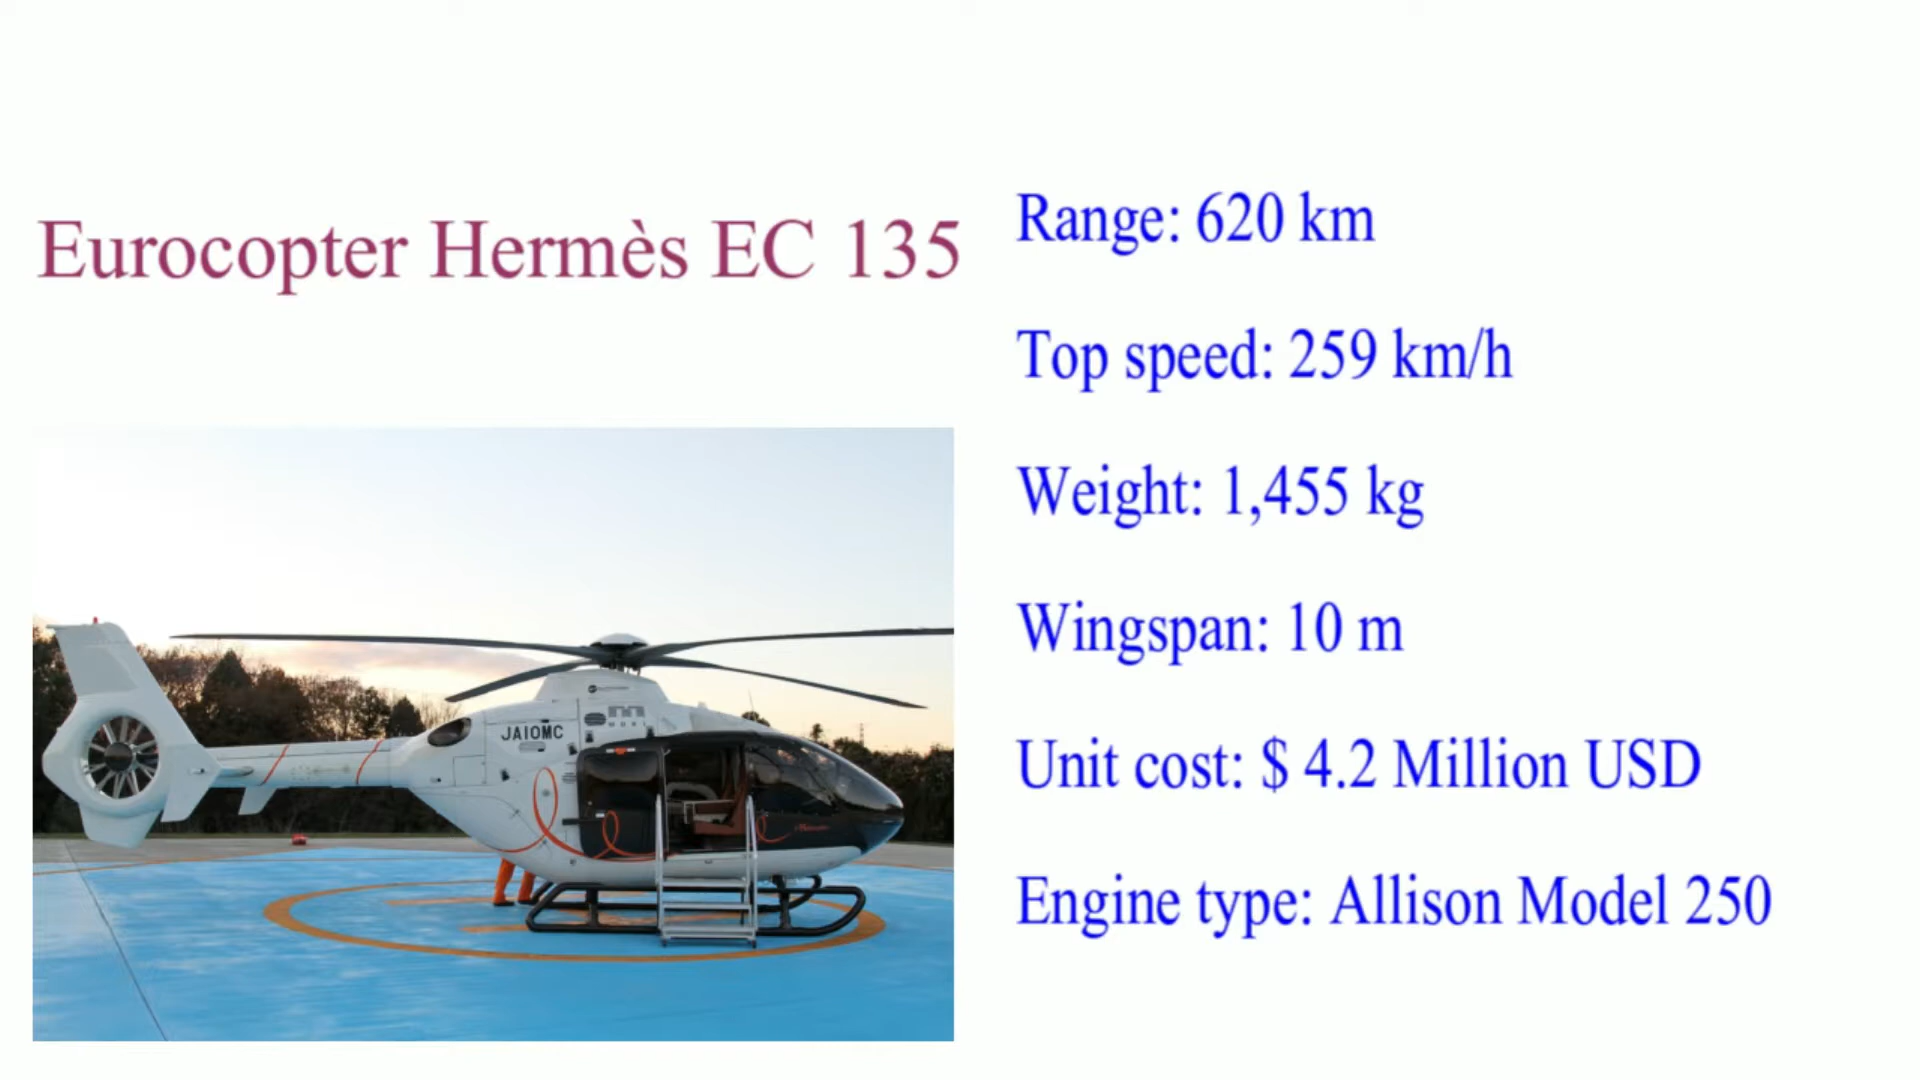 Eurocopter Hermès EC 135
Range: 620 km
Top speed: 259 km/h
Weight: 1,455 kg
Wingspan: 10 m
Unit cost: $ 4.2 Million USD
Engine type: Allison Model 250
JA10MC